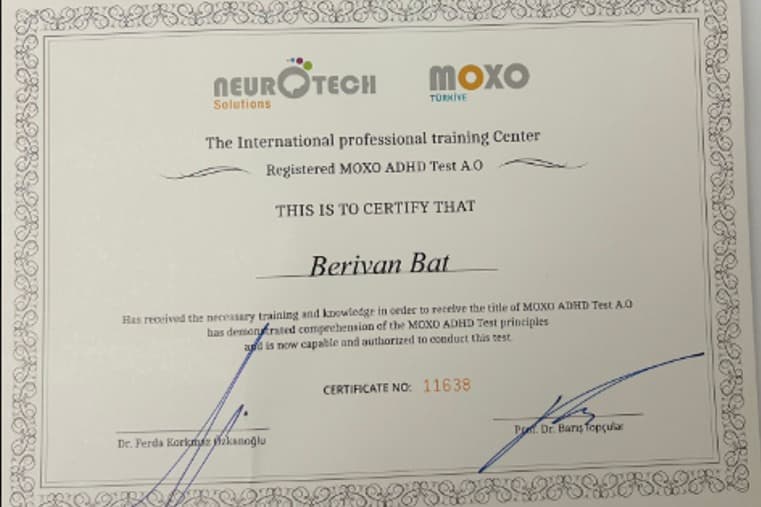 NEUROTECH
Solutions
MOXO
TÜRKİYE
The International professional training Center
Registered MOXO ADHD Test A.O
THIS IS TO CERTIFY THAT
Berivan Bat
Has received the necessary training and knowledge in order to receive the title of MOXO ADHD Test A.O
has demonstrated comprehension of the MOXO ADHD Test principles
and is now capable and authorized to conduct this test.
CERTIFICATE NO: 11638
Dr. Ferda Korkmaz Özkanoğlu
Prof. Dr. Barış Topçular